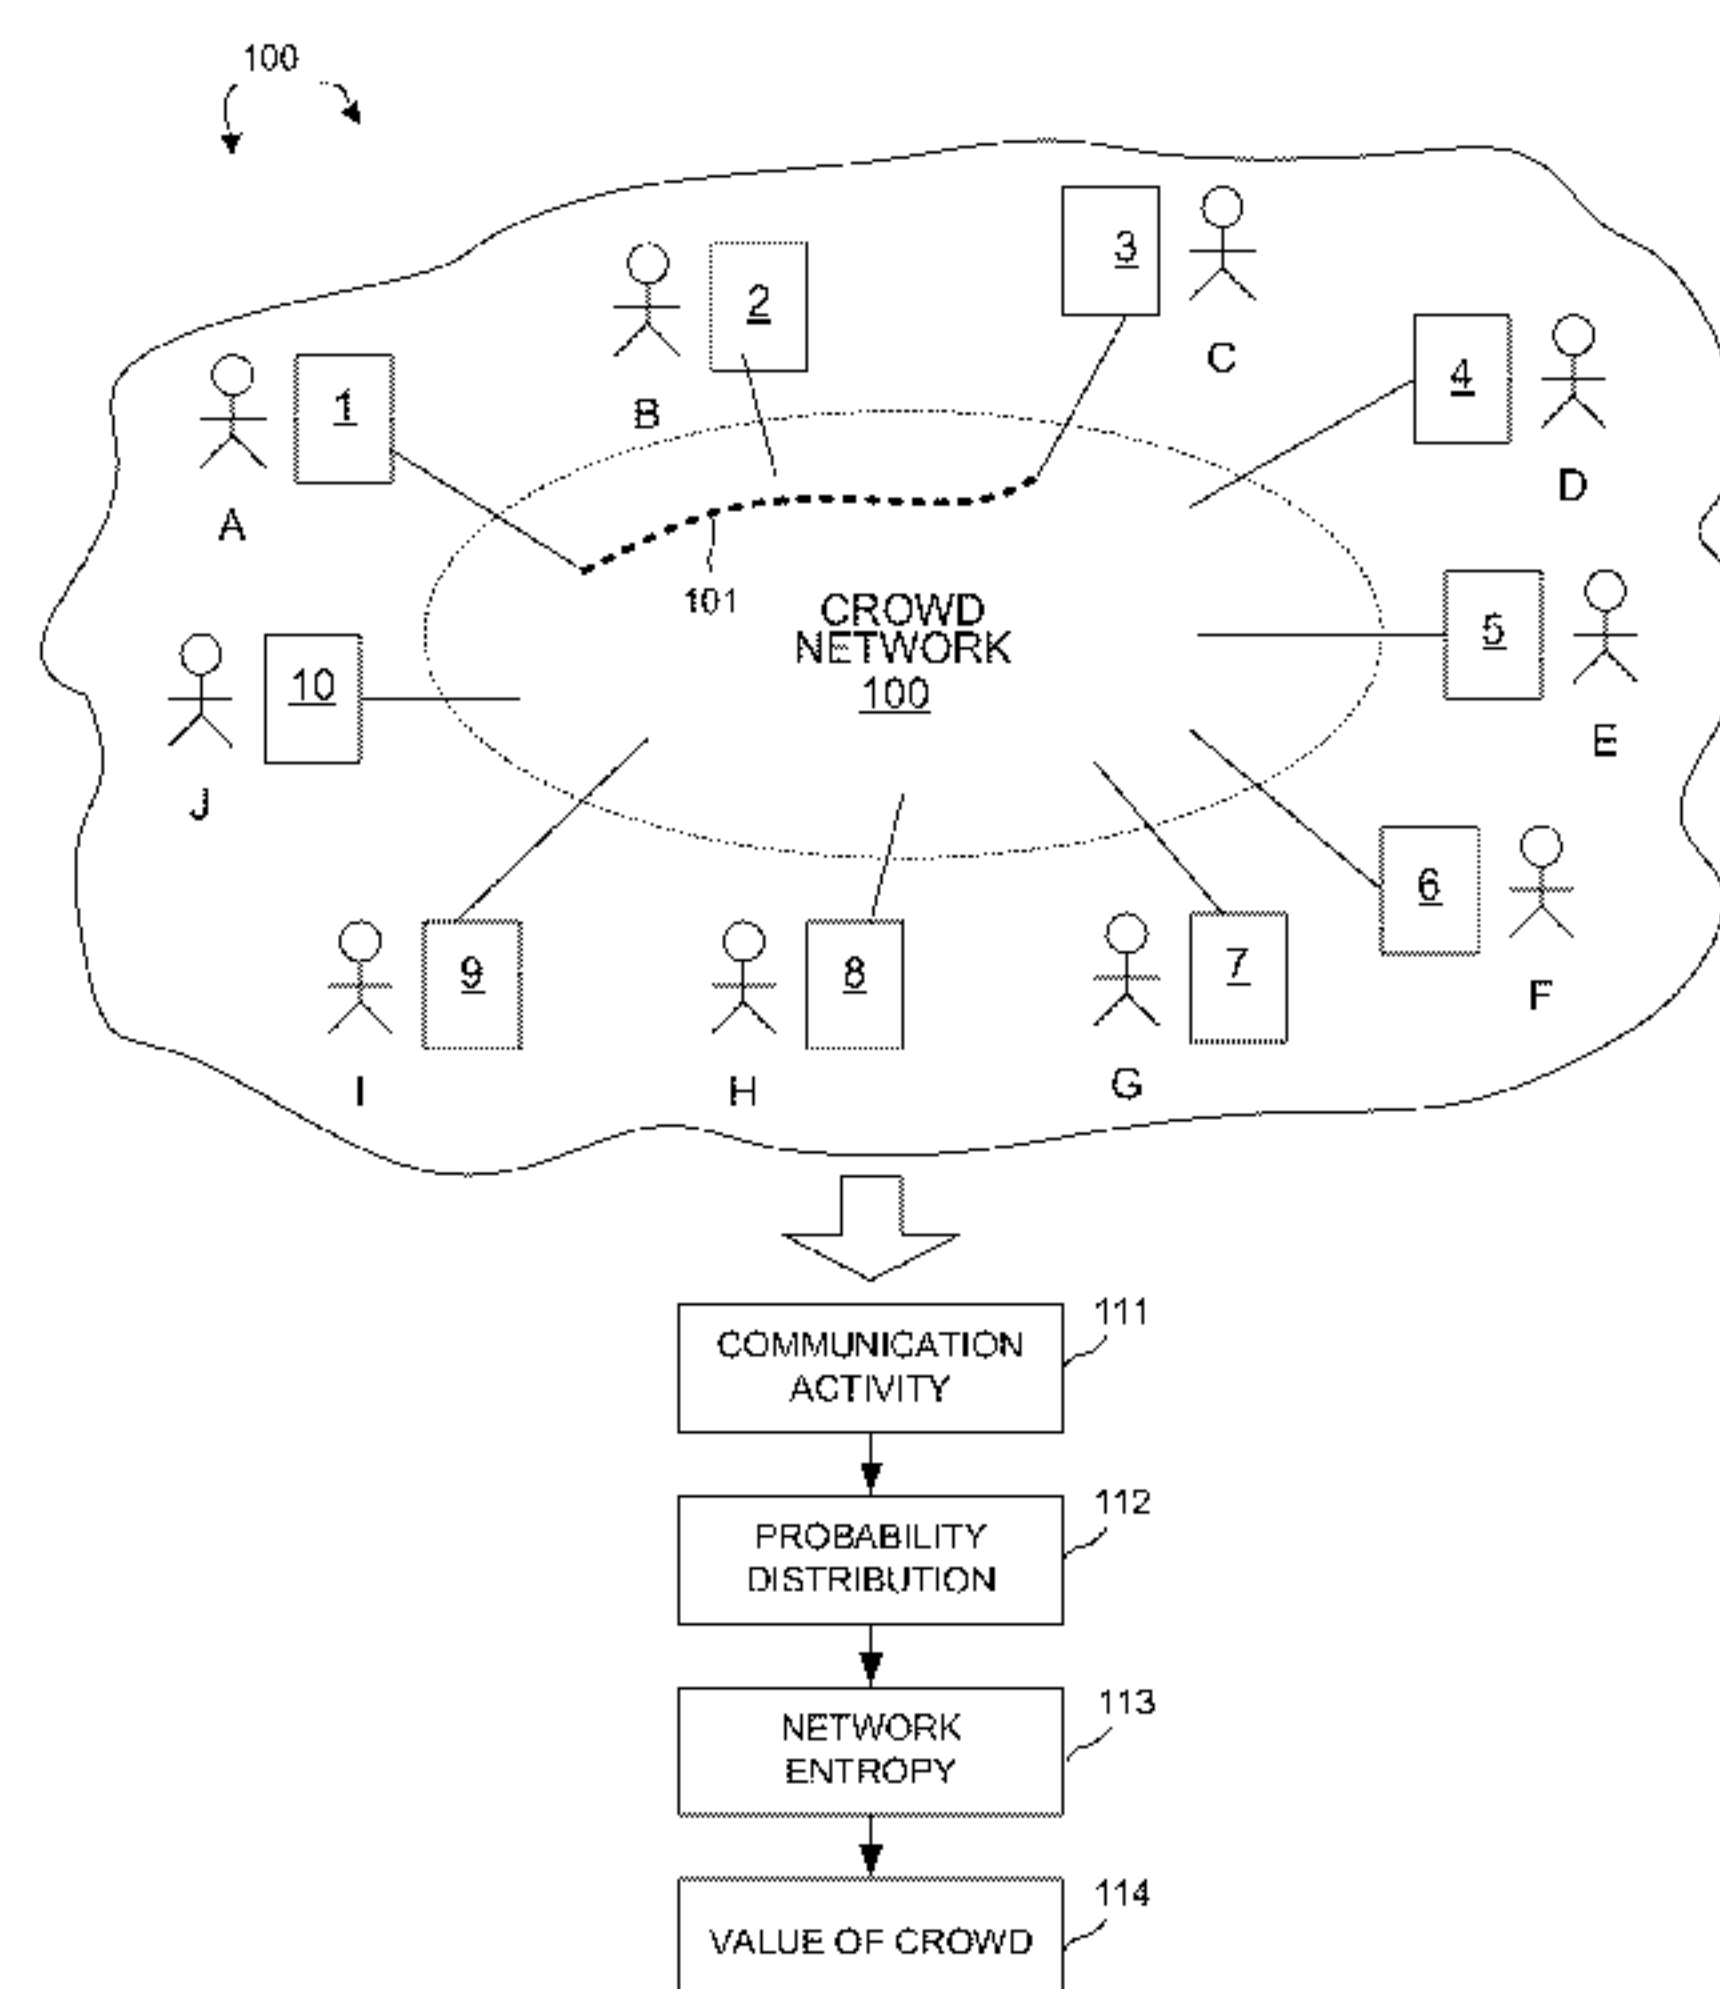 100
3
2
C
4
1
B
D
A
101
CROWD
NETWORK
100
5
10
E
J
6
9
8
7
F
I
H
G
111
COMMUNICATION
ACTIVITY
112
PROBABILITY
DISTRIBUTION
113
NETWORK
ENTROPY
114
VALUE OF CROWD